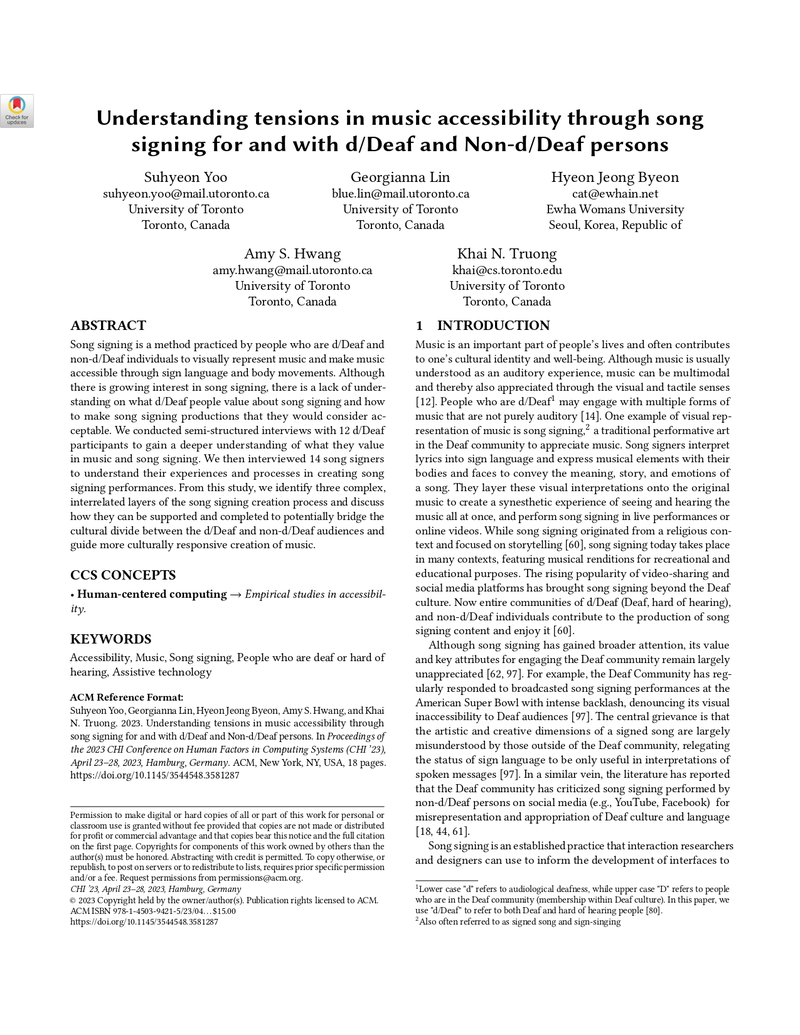 Check for
updates
Understanding tensions in music accessibility through song
signing for and with d/Deaf and Non-d/Deaf persons
Suhyeon Yoo
suhyeon.yoo@mail.utoronto.ca
University of Toronto
Toronto, Canada
Georgianna Lin
blue.lin@mail.utoronto.ca
University of Toronto
Toronto, Canada
Hyeon Jeong Byeon
cat@ewhain.net
Ewha Womans University
Seoul, Korea, Republic of
Amy S. Hwang
amy.hwang@mail.utoronto.ca
University of Toronto
Toronto, Canada
Khai N. Truong
khai@cs.toronto.edu
University of Toronto
Toronto, Canada
ABSTRACT
Song signing is a method practiced by people who are d/Deaf and
non-d/Deaf individuals to visually represent music and make music
accessible through sign language and body movements. Although
there is growing interest in song signing, there is a lack of under-
standing on what d/Deaf people value about song signing and how
to make song signing productions that they would consider ac-
ceptable. We conducted semi-structured interviews with 12 d/Deaf
participants to gain a deeper understanding of what they value
in music and song signing. We then interviewed 14 song signers
to understand their experiences and processes in creating song
signing performances. From this study, we identify three complex,
interrelated layers of the song signing creation process and discuss
how they can be supported and completed to potentially bridge the
cultural divide between the d/Deaf and non-d/Deaf audiences and
guide more culturally responsive creation of music.
CCS CONCEPTS
• Human-centered computing → Empirical studies in accessibil-
ity.
KEYWORDS
Accessibility, Music, Song signing, People who are deaf or hard of
hearing, Assistive technology
ACM Reference Format:
Suhyeon Yoo, Georgianna Lin, Hyeon Jeong Byeon, Amy S. Hwang, and Khai
N. Truong. 2023. Understanding tensions in music accessibility through
song signing for and with d/Deaf and Non-d/Deaf persons. In Proceedings of
the 2023 CHI Conference on Human Factors in Computing Systems (CHI '23),
April 23–28, 2023, Hamburg, Germany. ACM, New York, NY, USA, 18 pages.
https://doi.org/10.1145/3544548.3581287
Permission to make digital or hard copies of all or part of this work for personal or
classroom use is granted without fee provided that copies are not made or distributed
for profit or commercial advantage and that copies bear this notice and the full citation
on the first page. Copyrights for components of this work owned by others than the
author(s) must be honored. Abstracting with credit is permitted. To copy otherwise, or
republish, to post on servers or to redistribute to lists, requires prior specific permission
and/or a fee. Request permissions from permissions@acm.org.
CHI '23, April 23–28, 2023, Hamburg, Germany
© 2023 Copyright held by the owner/author(s). Publication rights licensed to ACM.
ACM ISBN 978-1-4503-9421-5/23/04...$15.00
https://doi.org/10.1145/3544548.3581287
1 INTRODUCTION
Music is an important part of people's lives and often contributes
to one's cultural identity and well-being. Although music is usually
understood as an auditory experience, music can be multimodal
and thereby also appreciated through the visual and tactile senses
[12]. People who are d/Deaf1 may engage with multiple forms of
music that are not purely auditory [14]. One example of visual rep-
resentation of music is song signing,2 a traditional performative art
in the Deaf community to appreciate music. Song signers interpret
lyrics into sign language and express musical elements with their
bodies and faces to convey the meaning, story, and emotions of
a song. They layer these visual interpretations onto the original
music to create a synesthetic experience of seeing and hearing the
music all at once, and perform song signing in live performances or
online videos. While song signing originated from a religious con-
text and focused on storytelling [60], song signing today takes place
in many contexts, featuring musical renditions for recreational and
educational purposes. The rising popularity of video-sharing and
social media platforms has brought song signing beyond the Deaf
culture. Now entire communities of d/Deaf (Deaf, hard of hearing),
and non-d/Deaf individuals contribute to the production of song
signing content and enjoy it [60].
Although song signing has gained broader attention, its value
and key attributes for engaging the Deaf community remain largely
unappreciated [62, 97]. For example, the Deaf Community has reg-
ularly responded to broadcasted song signing performances at the
American Super Bowl with intense backlash, denouncing its visual
inaccessibility to Deaf audiences [97]. The central grievance is that
the artistic and creative dimensions of a signed song are largely
misunderstood by those outside of the Deaf community, relegating
the status of sign language to be only useful in interpretations of
spoken messages [97]. In a similar vein, the literature has reported
that the Deaf community has criticized song signing performed by
non-d/Deaf persons on social media (e.g., YouTube, Facebook) for
misrepresentation and appropriation of Deaf culture and language
[18, 44, 61].
Song signing is an established practice that interaction researchers
and designers can use to inform the development of interfaces to
1Lower case "d" refers to audiological deafness, while upper case "D" refers to people
who are in the Deaf community (membership within Deaf culture). In this paper, we
use "d/Deaf" to refer to both Deaf and hard of hearing people [80].
2Also often referred to as signed song and sign-singing